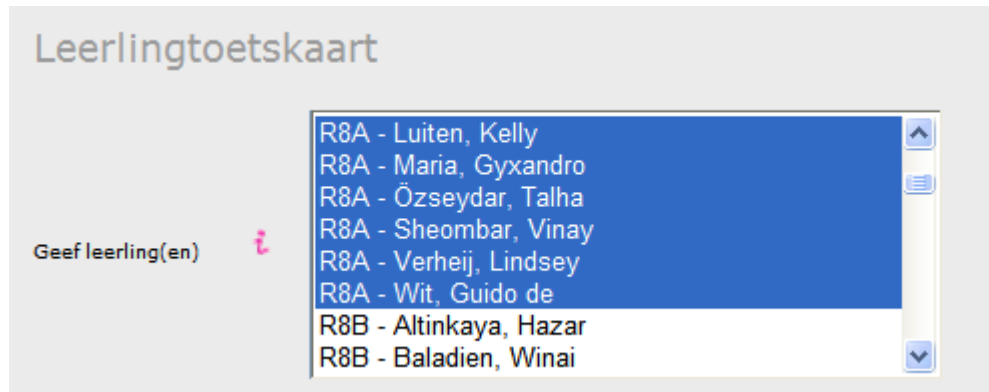 Leerlingtoetskaart
Geef leerling(en)
R8A - Luiten, Kelly
R8A - Maria, Gyxandro
R8A - Özseydar, Talha
R8A - Sheombar, Vinay
R8A - Verheij, Lindsey
R8A - Wit, Guido de
R8B - Altinkaya, Hazar
R8B - Baladien, Winai